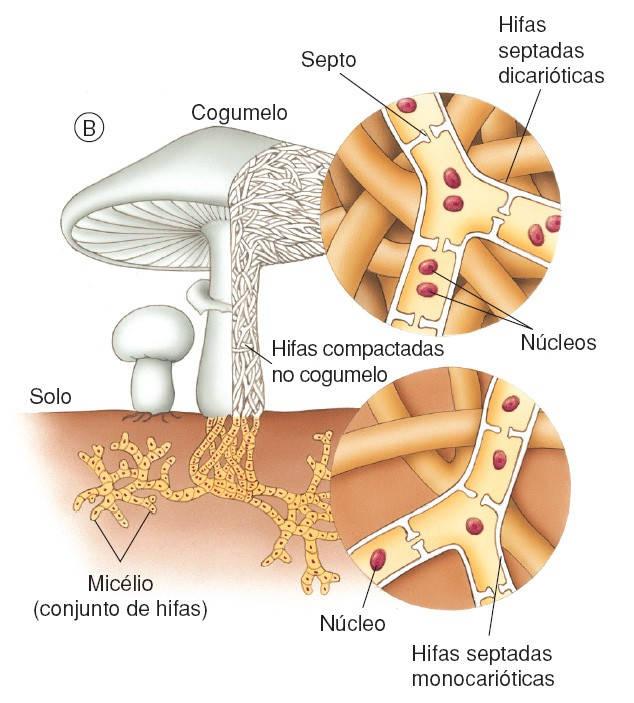 Hifas
septadas
dicarióticas
Septo
Cogumelo
B
Núcleos
Hifas compactadas
no cogumelo
Solo
Micélio
(conjunto de hifas)
Núcleo
Hifas septadas
monocarióticas